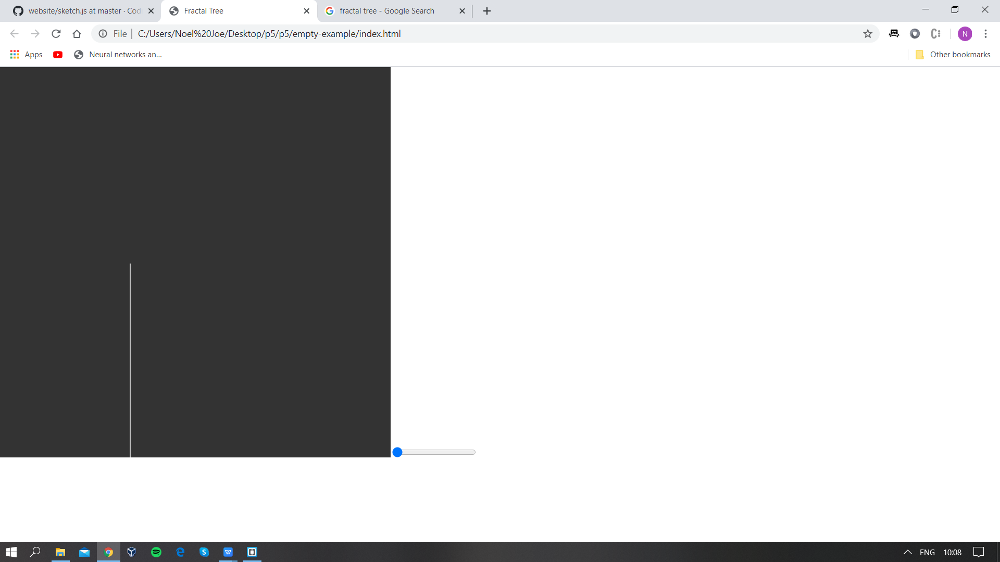 website/sketch.js at master · Codi
Fractal Tree
fractal tree - Google Search
File
C:/Users/Noel%20Joe/Desktop/p5/p5/empty-example/index.html
N
Apps
Neural networks an...
Other bookmarks
ENG
10:08